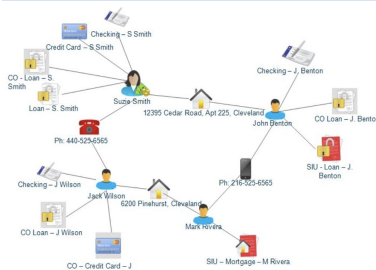 Checking – S Smith
Credit Card – S Smith
CO - Loan – S.
Smith
Loan – S. Smith
Suzie Smith
Checking – J. Benton
12395 Cedar Road, Apt 225, Cleveland
John Benton
CO Loan – J. Bento
Ph: 440-525-6565
SIU - Loan – J.
Benton
Ph. 216-525-6565
Checking – J Wilson
Jack Wilson
6200 Pinehurst, Cleveland
CO Loan – J Wilson
Mark Rivera
CO – Credit Card – J
SIU – Mortgage – M Rivera